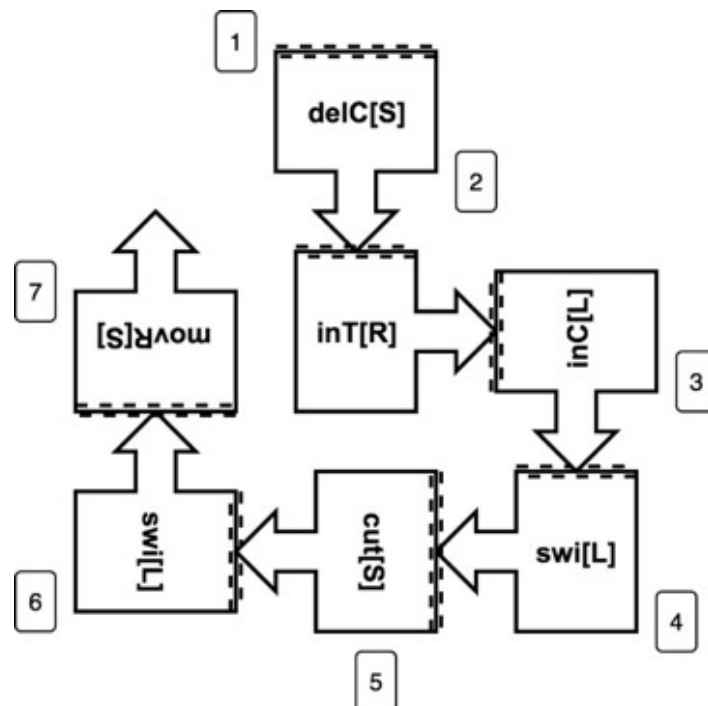 1
delC[S]
2
7
movR[S]
inT[R]
inC[L]
3
swi[L]
cut[S]
swi[L]
6
4
5